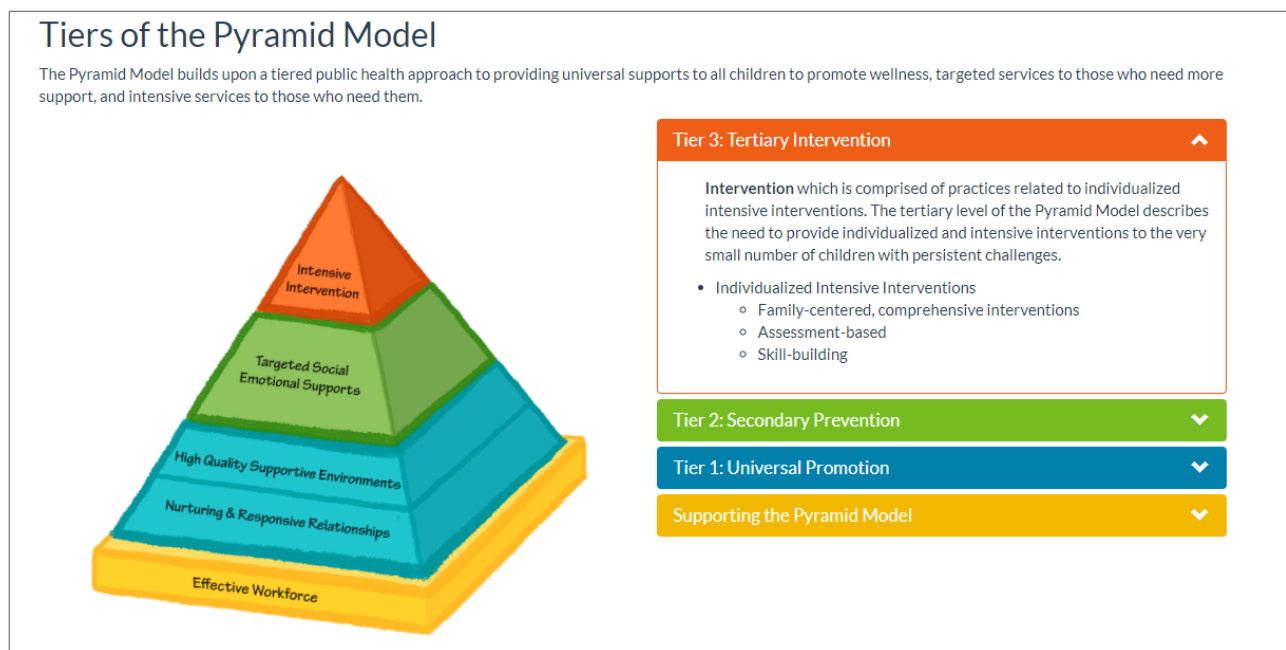 Tiers of the Pyramid Model
The Pyramid Model builds upon a tiered public health approach to providing universal supports to all children to promote wellness, targeted services to those who need more
support, and intensive services to those who need them.
Intensive
Intervention
Targeted Social
Emotional Supports
High Quality Supportive Environments
Nurturing & Responsive Relationships
Effective Workforce
Tier 3: Tertiary Intervention
Intervention which is comprised of practices related to individualized
intensive interventions. The tertiary level of the Pyramid Model describes
the need to provide individualized and intensive interventions to the very
small number of children with persistent challenges.
• Individualized Intensive Interventions
◦ Family-centered, comprehensive interventions
◦ Assessment-based
◦ Skill-building
Tier 2: Secondary Prevention
Tier 1: Universal Promotion
Supporting the Pyramid Model